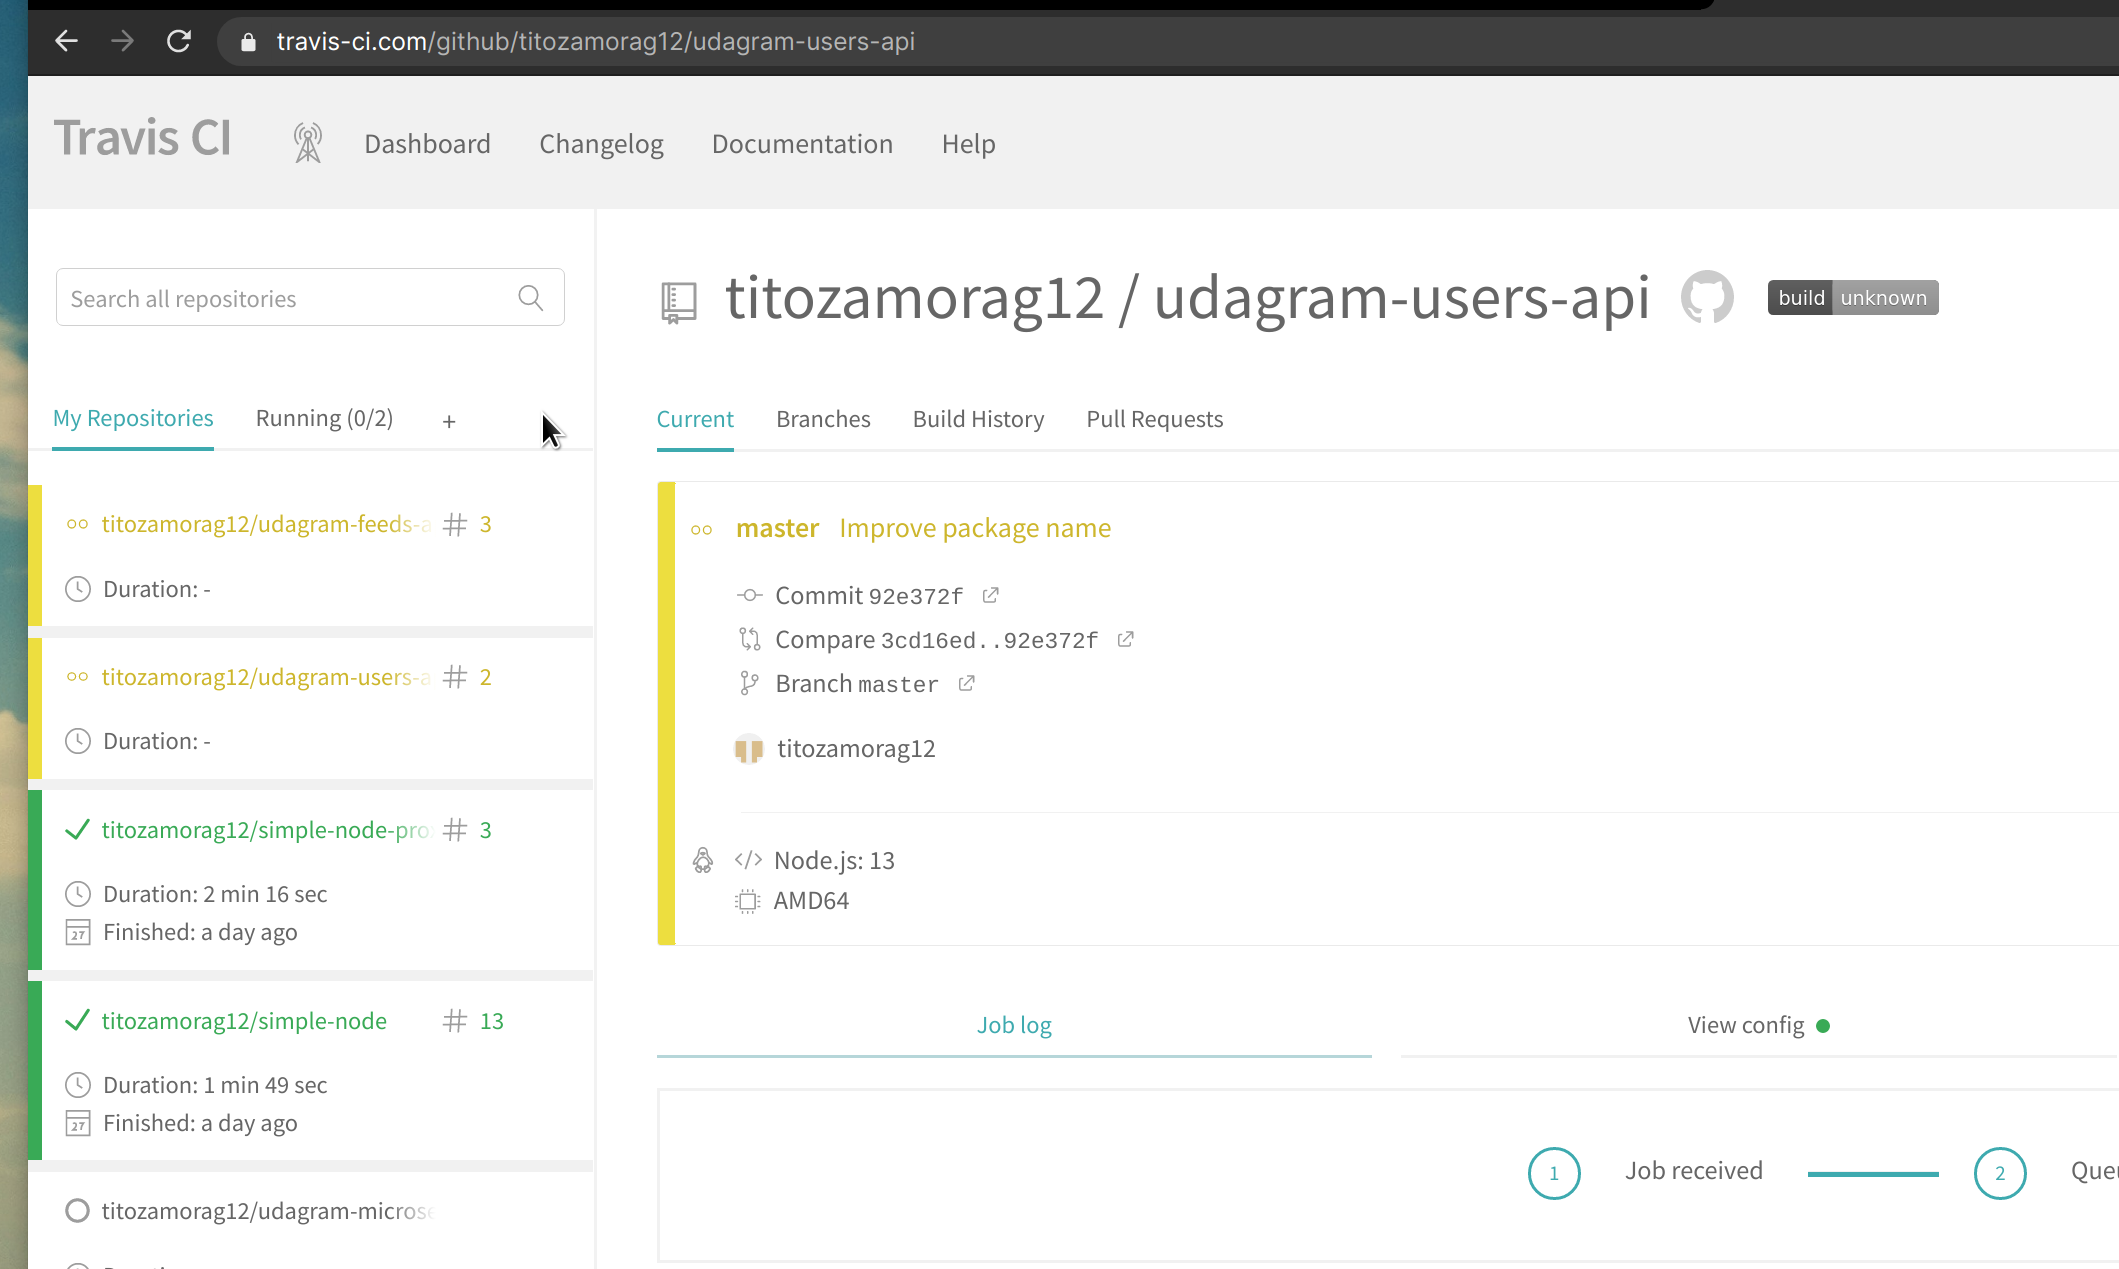 travis-ci.com/github/titozamorag12/udagram-users-api
Travis CI
Dashboard
Changelog
Documentation
Help
Search all repositories
My Repositories
Running (0/2)
+
titozamorag12/udagram-feeds-a
# 3
Duration: -
titozamorag12/udagram-users-a
# 2
Duration: -
titozamorag12/simple-node-pro
# 3
Duration: 2 min 16 sec
27 Finished: a day ago
titozamorag12/simple-node
# 13
Duration: 1 min 49 sec
27 Finished: a day ago
titozamorag12/udagram-micros
titozamorag12 / udagram-users-api
build unknown
Current
Branches
Build History
Pull Requests
master Improve package name
Commit 92e372f
Compare 3cd16ed..92e372f
Branch master
titozamorag12
</> Node.js: 13
AMD64
Job log
View config
1 Job received
2 Que